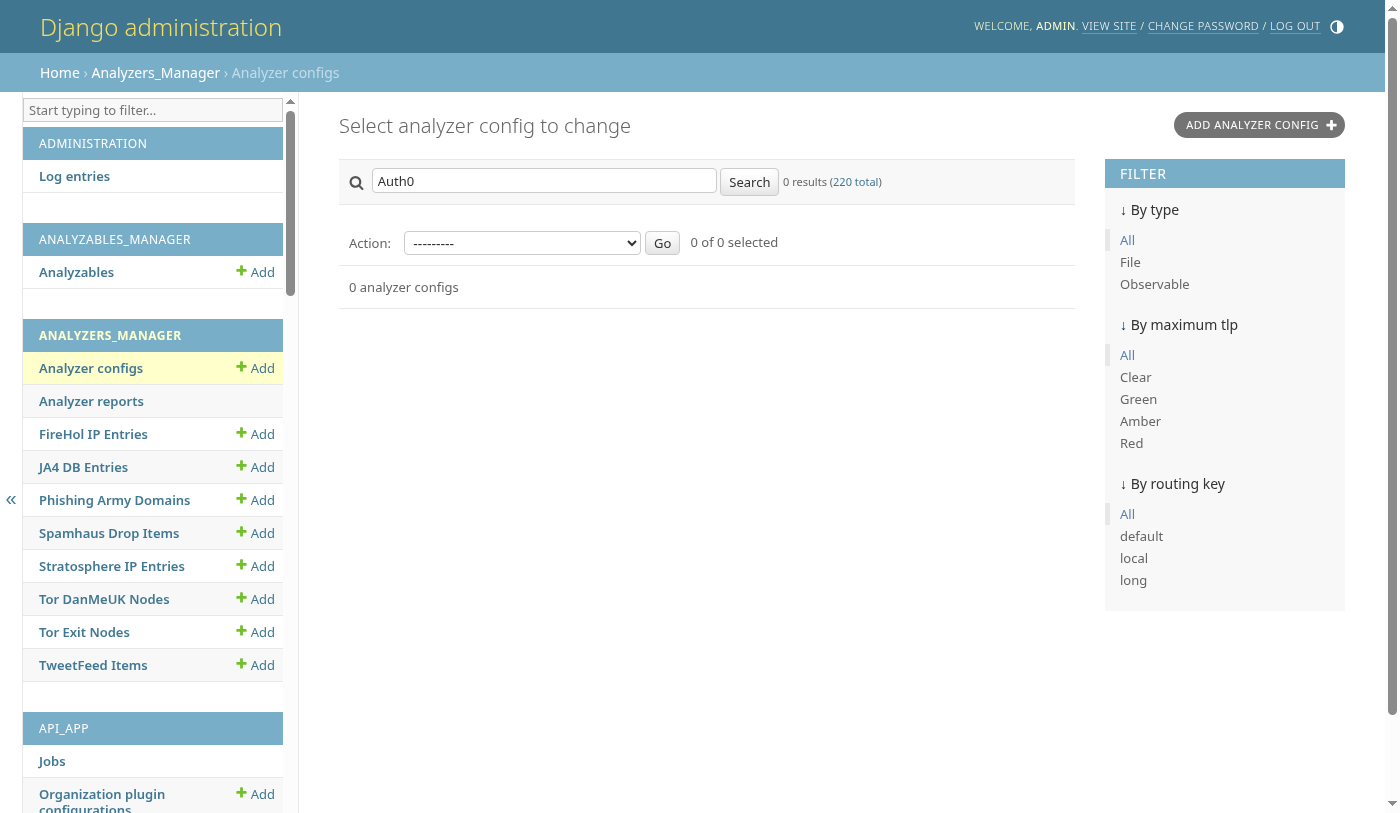 Django administration
WELCOME, ADMIN. VIEW SITE / CHANGE PASSWORD / LOG OUT
Home › Analyzers_Manager › Analyzer configs
Start typing to filter...
ADMINISTRATION
Log entries
ANALYZABLES_MANAGER
Analyzables Add
ANALYZERS_MANAGER
Analyzer configs Add
Analyzer reports
FireHol IP Entries Add
JA4 DB Entries Add
Phishing Army Domains Add
Spamhaus Drop Items Add
Stratosphere IP Entries Add
Tor DanMeUK Nodes Add
Tor Exit Nodes Add
TweetFeed Items Add
API_APP
Jobs
Organization plugin Add
configurations
«
Select analyzer config to change
ADD ANALYZER CONFIG
Auth0 Search 0 results (220 total)
Action: --------- Go 0 of 0 selected
0 analyzer configs
FILTER
↓ By type
All
File
Observable
↓ By maximum tlp
All
Clear
Green
Amber
Red
↓ By routing key
All
default
local
long